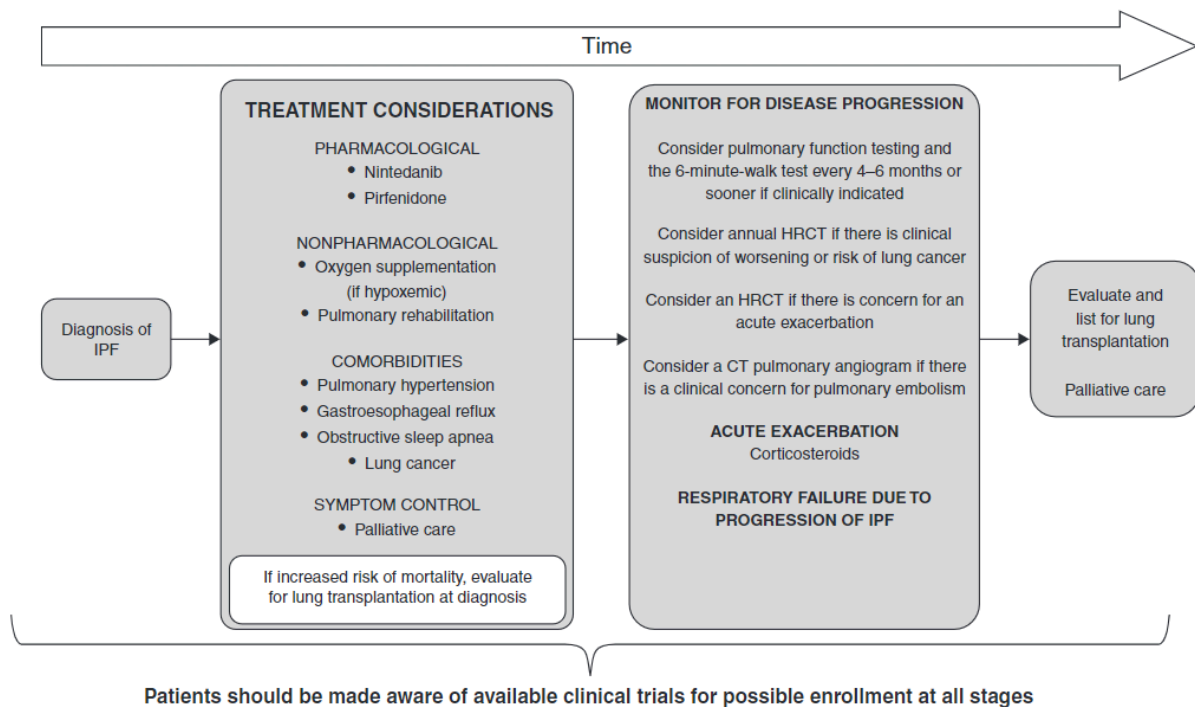 Time
Diagnosis of
IPF
TREATMENT CONSIDERATIONS
PHARMACOLOGICAL
• Nintedanib
• Pirfenidone
NONPHARMACOLOGICAL
• Oxygen supplementation
(if hypoxemic)
• Pulmonary rehabilitation
COMORBIDITIES
• Pulmonary hypertension
• Gastroesophageal reflux
• Obstructive sleep apnea
• Lung cancer
SYMPTOM CONTROL
• Palliative care
If increased risk of mortality, evaluate
for lung transplantation at diagnosis
MONITOR FOR DISEASE PROGRESSION
Consider pulmonary function testing and
the 6-minute-walk test every 4–6 months or
sooner if clinically indicated
Consider annual HRCT if there is clinical
suspicion of worsening or risk of lung cancer
Consider an HRCT if there is concern for an
acute exacerbation
Consider a CT pulmonary angiogram if there
is a clinical concern for pulmonary embolism
ACUTE EXACERBATION
Corticosteroids
RESPIRATORY FAILURE DUE TO
PROGRESSION OF IPF
Evaluate and
list for lung
transplantation
Palliative care
Patients should be made aware of available clinical trials for possible enrollment at all stages